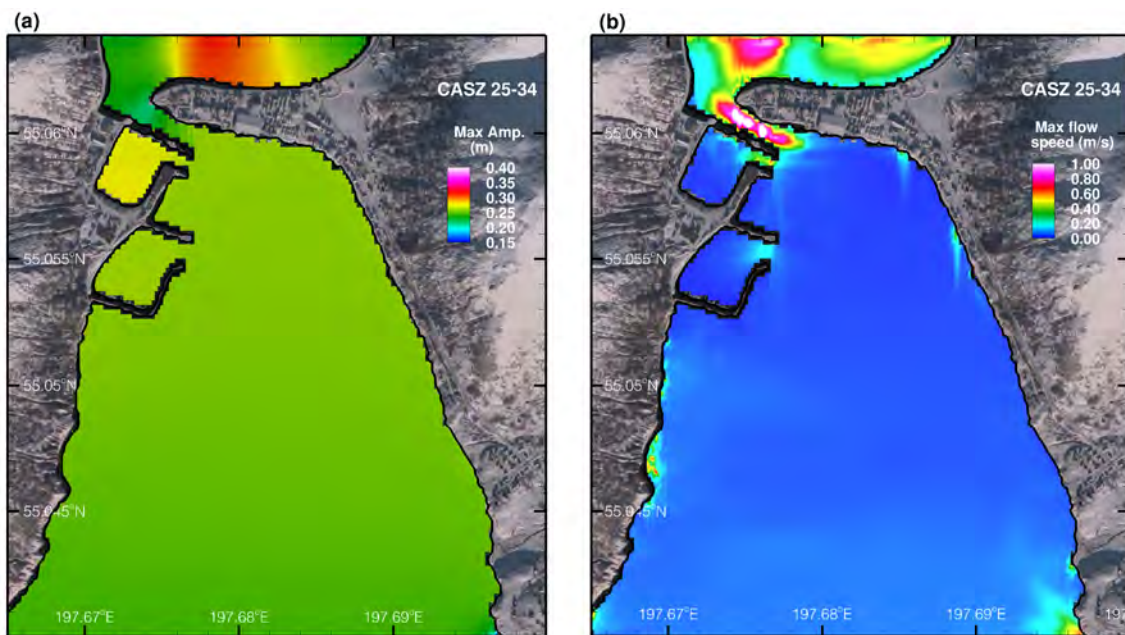 (a)
CASZ 25-34
55.06°N
Max Amp.
(m)
0.40
0.35
0.30
0.25
0.20
0.15
55.055°N
55.05°N
55.045°N
197.67°E
197.68°E
197.69°E
(b)
CASZ 25-34
55.06°N
Max flow
speed (m/s)
1.00
0.80
0.60
0.40
0.20
0.00
55.055°N
55.05°N
55.045°N
197.67°E
197.68°E
197.69°E